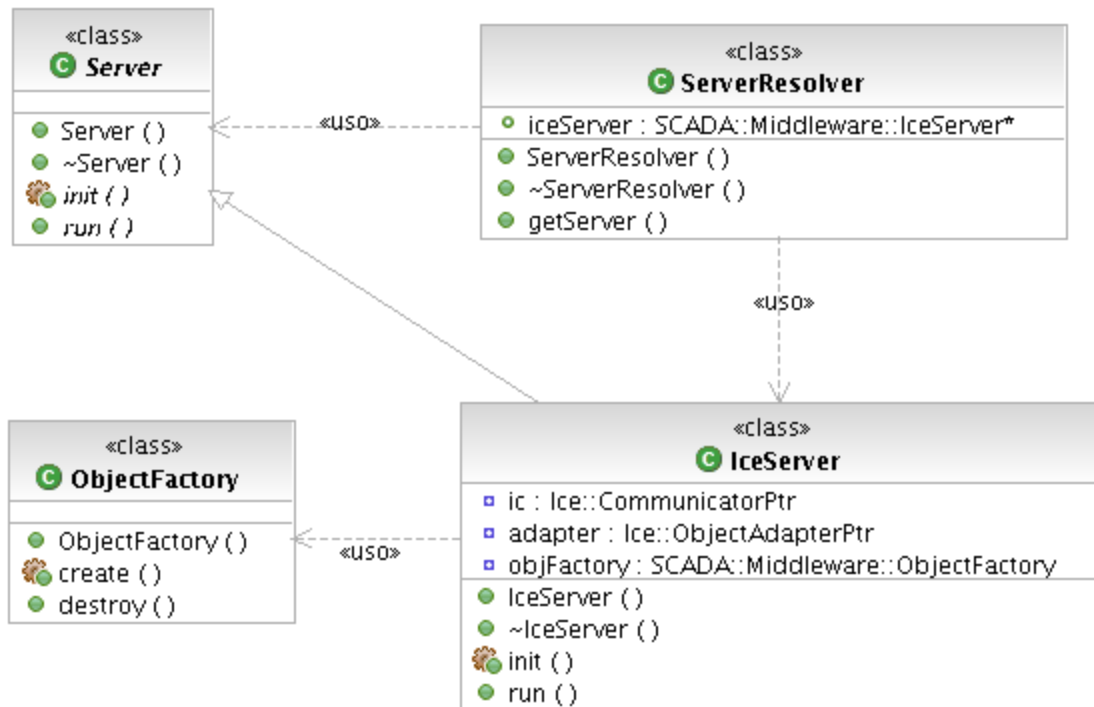 «class»
Server
Server ()
~Server ()
init ()
run ()
«uso»
«class»
ServerResolver
iceServer : SCADA::Middleware::IceServer*
ServerResolver ()
~ServerResolver ()
getServer ()
«uso»
«class»
ObjectFactory
ObjectFactory ()
create ()
destroy ()
«uso»
«class»
IceServer
ic : Ice::CommunicatorPtr
adapter : Ice::ObjectAdapterPtr
objFactory : SCADA::Middleware::ObjectFactory
IceServer ()
~IceServer ()
init ()
run ()